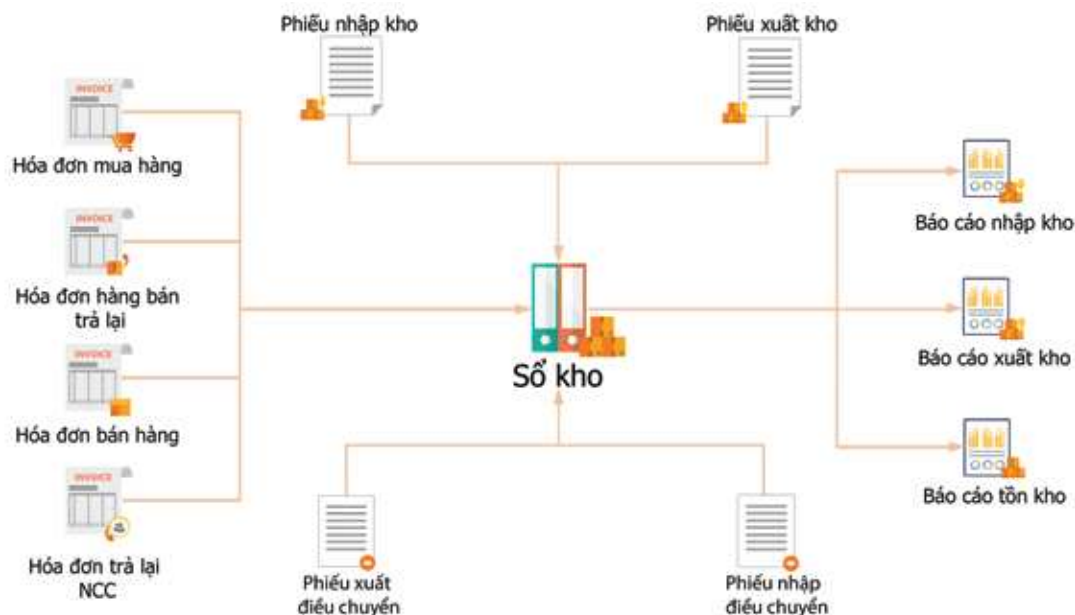 Phiếu nhập kho
Phiếu xuất kho
INVOICE
Hóa đơn mua hàng
INVOICE
Hóa đơn hàng bán
trả lại
INVOICE
Hóa đơn bán hàng
INVOICE
Hóa đơn trả lại
NCC
Sổ kho
Phiếu xuất
điều chuyển
Phiếu nhập
điều chuyển
Báo cáo nhập kho
Báo cáo xuất kho
Báo cáo tồn kho